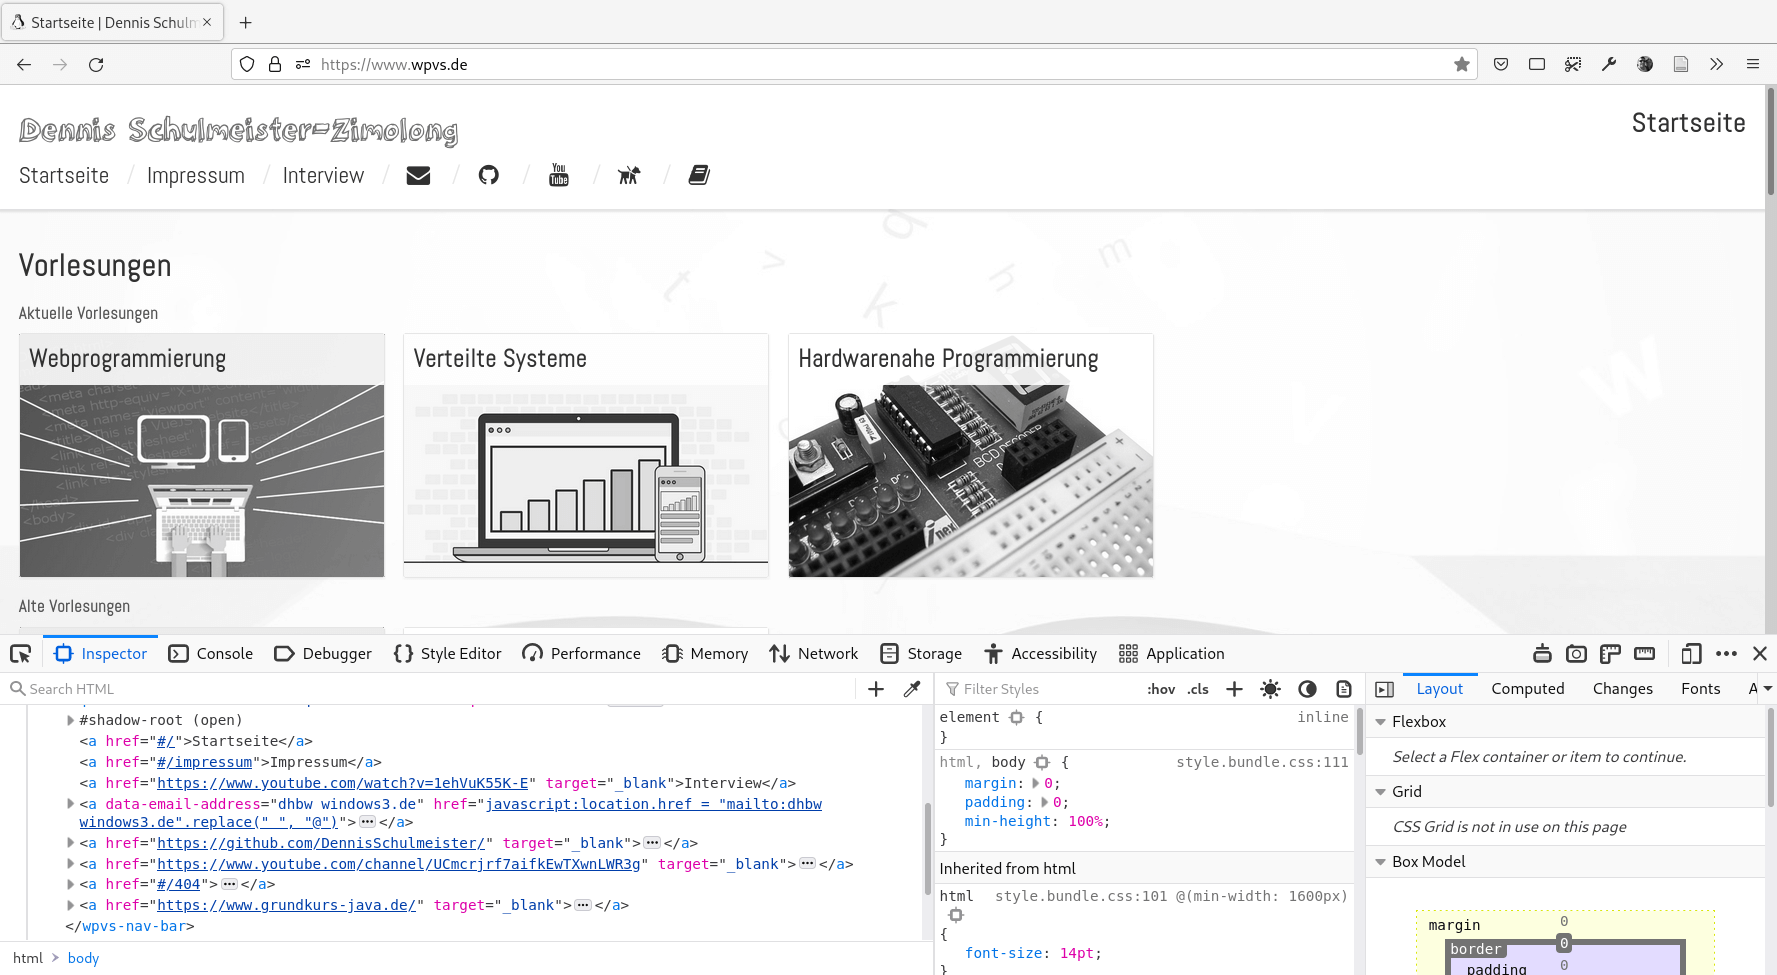 Startseite | Dennis Schulm
https://www.wpvs.de
Dennis Schulmeister-Zimolong
Startseite
Startseite / Impressum / Interview / / You Tube / /
Vorlesungen
Aktuelle Vorlesungen
Webprogrammierung
Verteilte Systeme
Hardwarenahe Programmierung
BCD DECODER
Alte Vorlesungen
Inspector Console Debugger Style Editor Performance Memory Network Storage Accessibility Application
Search HTML
#shadow-root (open)
<a href="#/">Startseite</a>
<a href="#/impressum">Impressum</a>
<a href="https://www.youtube.com/watch?v=1ehVuK55K-E" target="_blank">Interview</a>
<a data-email-address="dhbw windows3.de" href="javascript:location.href = "mailto:dhbw
windows3.de".replace(" ", "@")"></a>
<a href="https://github.com/DennisSchulmeister/" target="_blank"></a>
<a href="https://www.youtube.com/channel/UCmcrjrf7aifkEwTXwnLWR3g" target="_blank"></a>
<a href="#/404"></a>
<a href="https://www.grundkurs-java.de/" target="_blank"></a>
</wpvs-nav-bar>
html > body
Filter Styles :hov .cls
element {
inline
}
html, body {
style.bundle.css:111
margin: 0;
padding: 0;
min-height: 100%;
}
Inherited from html
html style.bundle.css:101 @(min-width: 1600px)
{
font-size: 14pt;
}
Layout Computed Changes Fonts A
Flexbox
Select a Flex container or item to continue.
Grid
CSS Grid is not in use on this page
Box Model
margin 0
border 0
padding 0